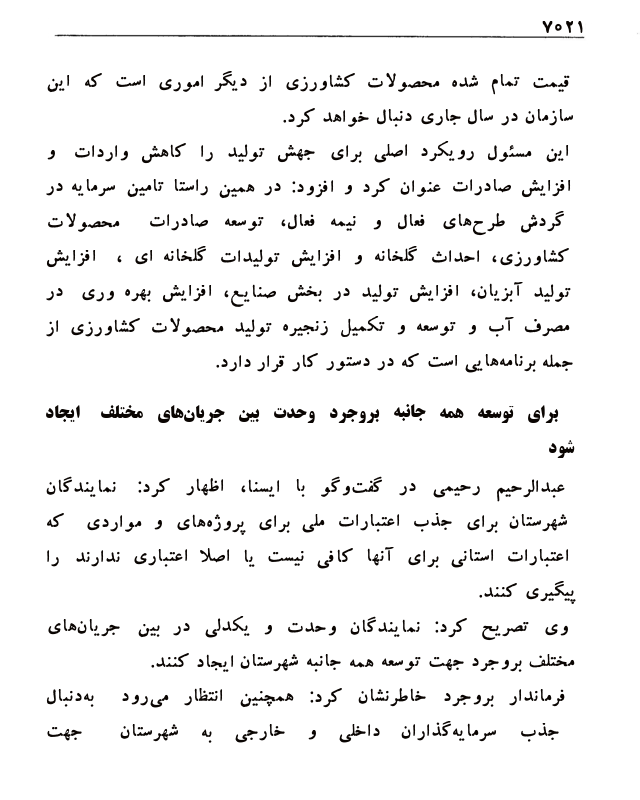 ۷۰۲۱
قیمت تمام شده محصولات کشاورزی از دیگر اموری است که این
سازمان در سال جاری دنبال خواهد کرد.
این مسئول رویکرد اصلی برای جهش تولید را کاهش واردات و
افزایش صادرات عنوان کرد و افزود: در همین راستا تامین سرمایه در
گردش طرح‌های فعال و نیمه فعال، توسعه صادرات محصولات
کشاورزی، احداث گلخانه و افزایش تولیدات گلخانه ای ، افزایش
تولید آبزیان، افزایش تولید در بخش صنایع، افزایش بهره وری در
مصرف آب و توسعه و تکمیل زنجیره تولید محصولات کشاورزی از
جمله برنامه‌هایی است که در دستور کار قرار دارد.
برای توسعه همه جانبه بروجرد وحدت بین جریان‌های مختلف ایجاد
شود
عبدالرحیم رحیمی در گفت‌وگو با ایسنا، اظهار کرد: نمایندگان
شهرستان برای جذب اعتبارات ملی برای پروژه‌های و مواردی که
اعتبارات استانی برای آنها کافی نیست یا اصلا اعتباری ندارند را
پیگیری کنند.
وی تصریح کرد: نمایندگان وحدت و یکدلی در بین جریان‌های
مختلف بروجرد جهت توسعه همه جانبه شهرستان ایجاد کنند.
فرماندار بروجرد خاطرنشان کرد: همچنین انتظار می‌رود به‌دنبال
جذب سرمایه‌گذاران داخلی و خارجی به شهرستان جهت